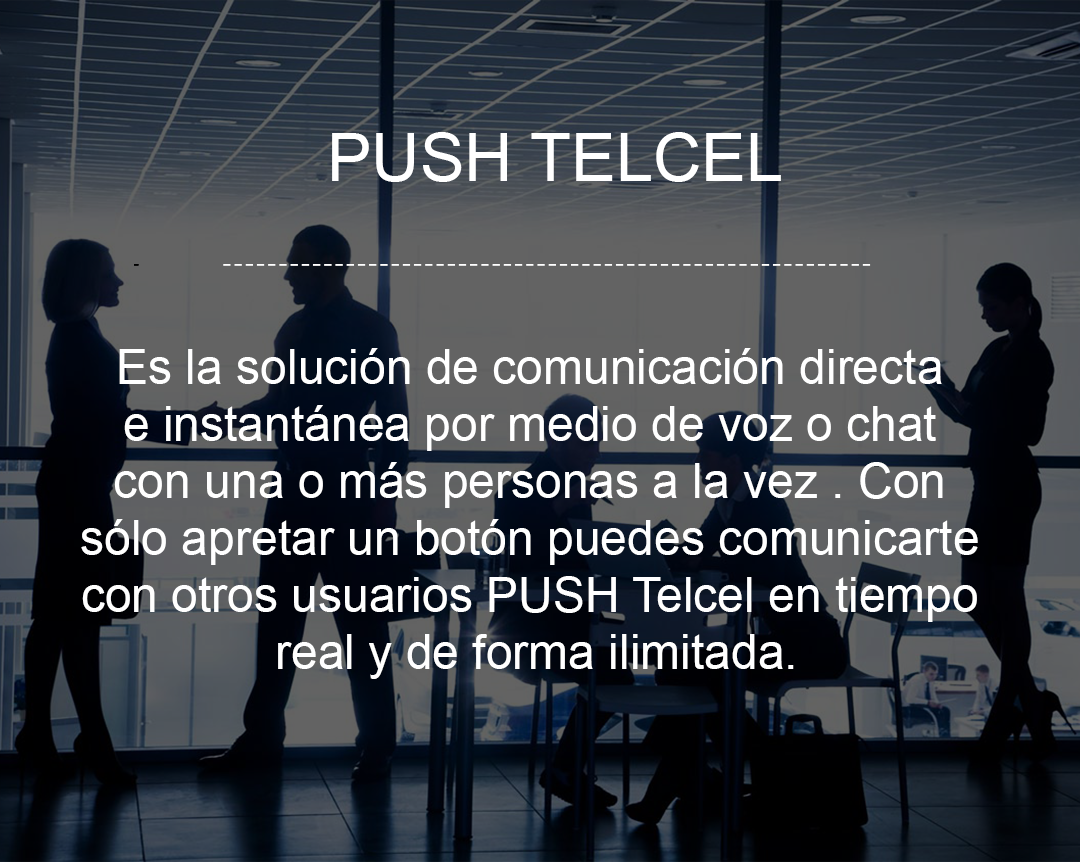 PUSH TELCEL
Es la solución de comunicación directa
e instantánea por medio de voz o chat
con una o más personas a la vez . Con
sólo apretar un botón puedes comunicarte
con otros usuarios PUSH Telcel en tiempo
real y de forma ilimitada.